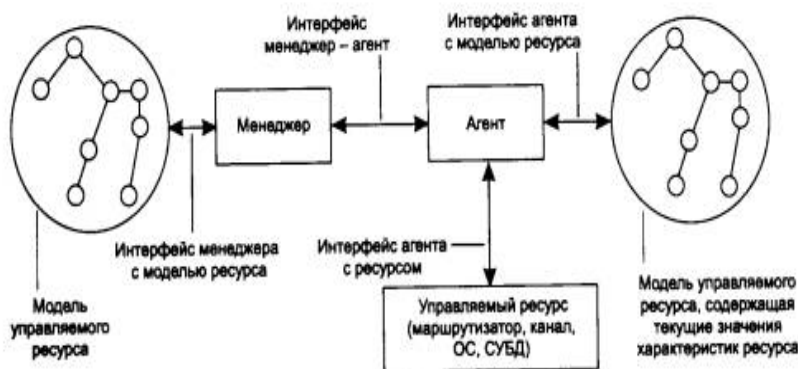 Интерфейс
менеджер – агент
Интерфейс агента
с моделью ресурса
Менеджер
Агент
Интерфейс менеджера
с моделью ресурса
Интерфейс агента
с ресурсом
Модель
управляемого
ресурса
Управляемый ресурс
(маршрутизатор, канал,
ОС, СУБД)
Модель управляемого
ресурса, содержащая
текущие значения
характеристик ресурса